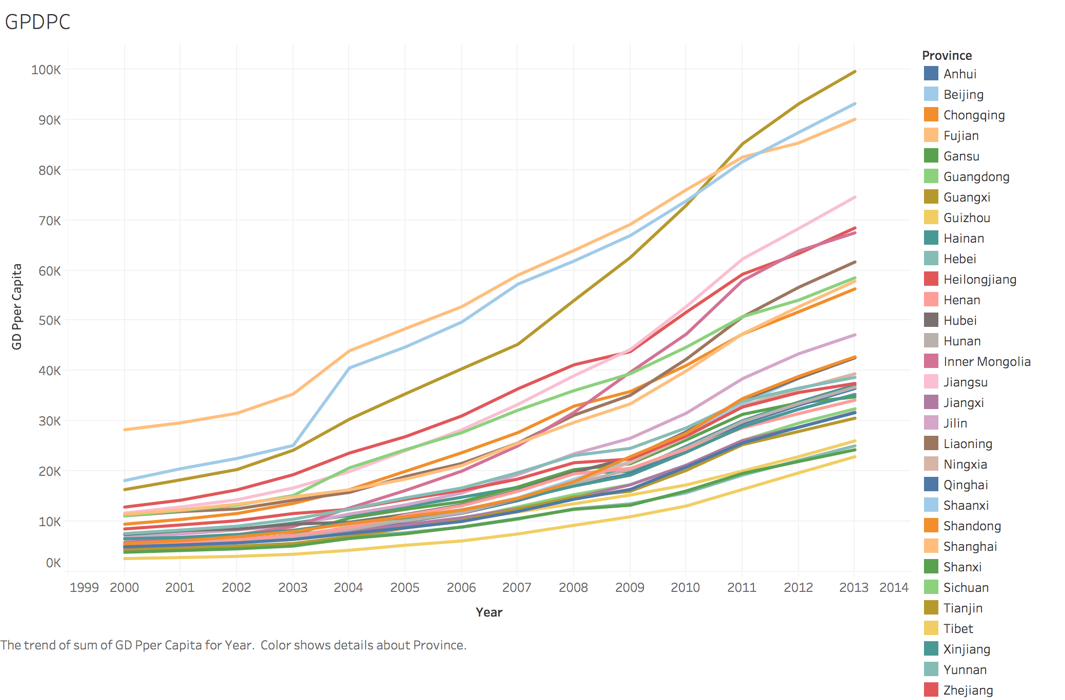 GPDPC
100K
90K
80K
70K
60K
50K
40K
30K
20K
10K
0K
GD Pper Capita
1999 2000 2001 2002 2003 2004 2005 2006 2007 2008 2009 2010 2011 2012 2013 2014
Year
The trend of sum of GD Pper Capita for Year. Color shows details about Province.
Province
Anhui
Beijing
Chongqing
Fujian
Gansu
Guangdong
Guangxi
Guizhou
Hainan
Hebei
Heilongjiang
Henan
Hubei
Hunan
Inner Mongolia
Jiangsu
Jiangxi
Jilin
Liaoning
Ningxia
Qinghai
Shaanxi
Shandong
Shanghai
Shanxi
Sichuan
Tianjin
Tibet
Xinjiang
Yunnan
Zhejiang